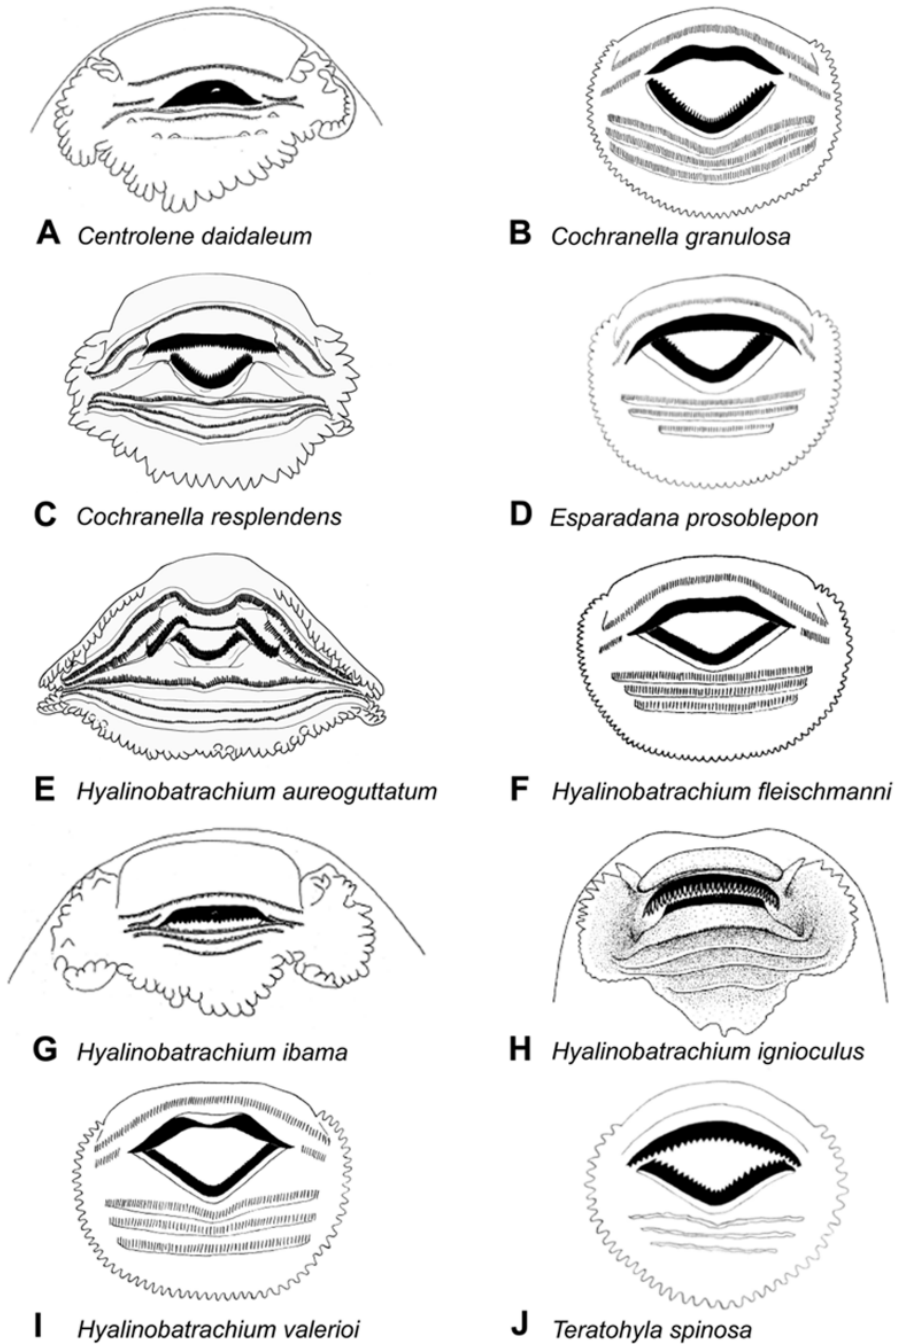 A Centrolene daidaleum
B Cochranella granulosa
C Cochranella resplendens
D Esparadana prosoblepon
E Hyalinobatrachium aureoguttatum
F Hyalinobatrachium fleischmanni
G Hyalinobatrachium ibama
H Hyalinobatrachium ignioculus
I Hyalinobatrachium valerioi
J Teratohyla spinosa